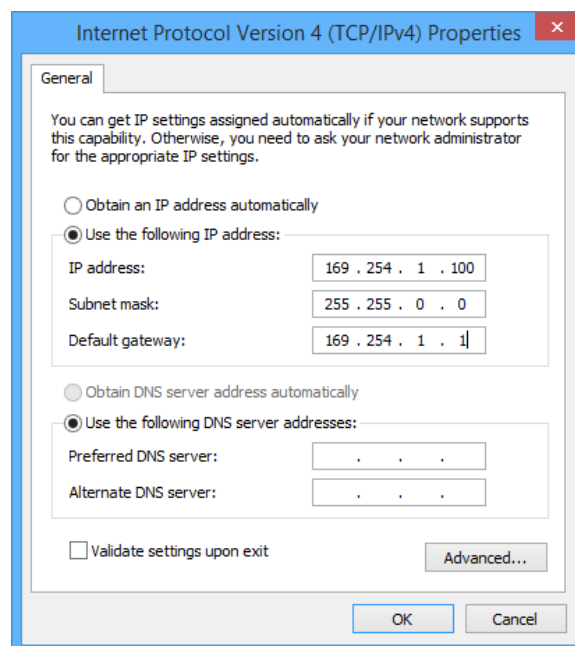 Internet Protocol Version 4 (TCP/IPv4) Properties
General
You can get IP settings assigned automatically if your network supports
this capability. Otherwise, you need to ask your network administrator
for the appropriate IP settings.
Obtain an IP address automatically
Use the following IP address:
IP address: 169 . 254 . 1 . 100
Subnet mask: 255 . 255 . 0 . 0
Default gateway: 169 . 254 . 1 . 1
Obtain DNS server address automatically
Use the following DNS server addresses:
Preferred DNS server: . . .
Alternate DNS server: . . .
Validate settings upon exit
Advanced...
OK Cancel